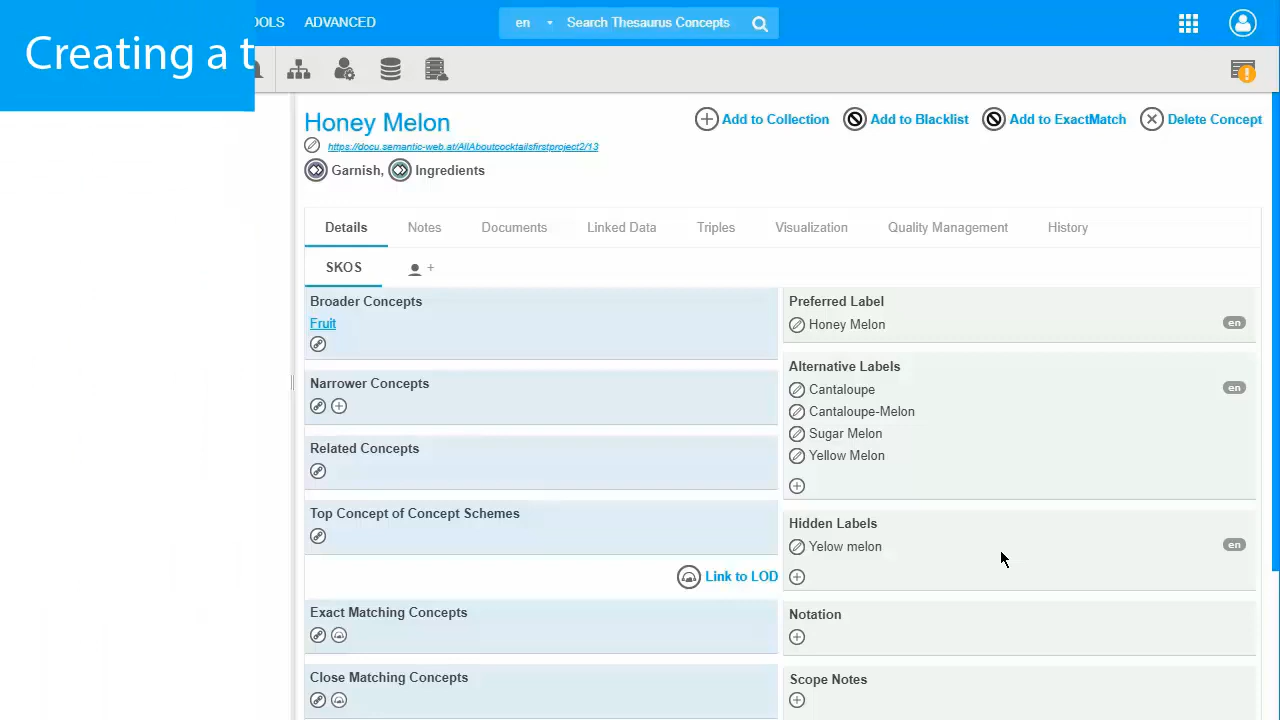 Creating a t
OOLS
ADVANCED
en
Search Thesaurus Concepts
Honey Melon
Add to Collection
Add to Blacklist
Add to ExactMatch
Delete Concept
https://docu.semantic-web.at/AllAboutcocktailsfirstproject2/13
Garnish, Ingredients
Details
Notes
Documents
Linked Data
Triples
Visualization
Quality Management
History
SKOS
Broader Concepts
Fruit
Narrower Concepts
Related Concepts
Top Concept of Concept Schemes
Link to LOD
Exact Matching Concepts
Close Matching Concepts
Preferred Label
Honey Melon
en
Alternative Labels
Cantaloupe
en
Cantaloupe-Melon
Sugar Melon
Yellow Melon
Hidden Labels
Yelow melon
en
Notation
Scope Notes